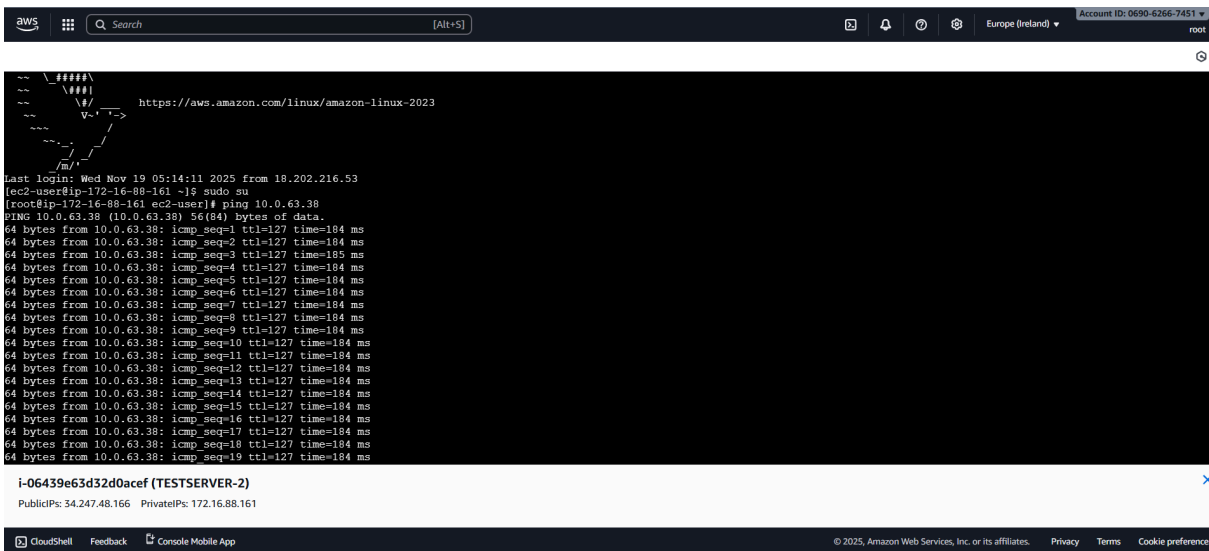 aws Search [Alt+S] Europe (Ireland) ▼ Account ID: 0690-6266-7451 ▼
root
~~  \_#####\
~~     \###|
~~       \#/ ___   https://aws.amazon.com/linux/amazon-linux-2023
~~       V~' '->
~~~         /
~~._.   _/
_/ _/
_/m/'
Last login: Wed Nov 19 05:14:11 2025 from 18.202.216.53
[ec2-user@ip-172-16-88-161 ~]$ sudo su
[root@ip-172-16-88-161 ec2-user]# ping 10.0.63.38
PING 10.0.63.38 (10.0.63.38) 56(84) bytes of data.
64 bytes from 10.0.63.38: icmp_seq=1 ttl=127 time=184 ms
64 bytes from 10.0.63.38: icmp_seq=2 ttl=127 time=184 ms
64 bytes from 10.0.63.38: icmp_seq=3 ttl=127 time=185 ms
64 bytes from 10.0.63.38: icmp_seq=4 ttl=127 time=184 ms
64 bytes from 10.0.63.38: icmp_seq=5 ttl=127 time=184 ms
64 bytes from 10.0.63.38: icmp_seq=6 ttl=127 time=184 ms
64 bytes from 10.0.63.38: icmp_seq=7 ttl=127 time=184 ms
64 bytes from 10.0.63.38: icmp_seq=8 ttl=127 time=184 ms
64 bytes from 10.0.63.38: icmp_seq=9 ttl=127 time=184 ms
64 bytes from 10.0.63.38: icmp_seq=10 ttl=127 time=184 ms
64 bytes from 10.0.63.38: icmp_seq=11 ttl=127 time=184 ms
64 bytes from 10.0.63.38: icmp_seq=12 ttl=127 time=184 ms
64 bytes from 10.0.63.38: icmp_seq=13 ttl=127 time=184 ms
64 bytes from 10.0.63.38: icmp_seq=14 ttl=127 time=184 ms
64 bytes from 10.0.63.38: icmp_seq=15 ttl=127 time=184 ms
64 bytes from 10.0.63.38: icmp_seq=16 ttl=127 time=184 ms
64 bytes from 10.0.63.38: icmp_seq=17 ttl=127 time=184 ms
64 bytes from 10.0.63.38: icmp_seq=18 ttl=127 time=184 ms
64 bytes from 10.0.63.38: icmp_seq=19 ttl=127 time=184 ms
i-06439e63d32d0acef (TESTSERVER-2)
PublicIPs: 34.247.48.166 PrivateIPs: 172.16.88.161
CloudShell Feedback Console Mobile App © 2025, Amazon Web Services, Inc. or its affiliates. Privacy Terms Cookie preference